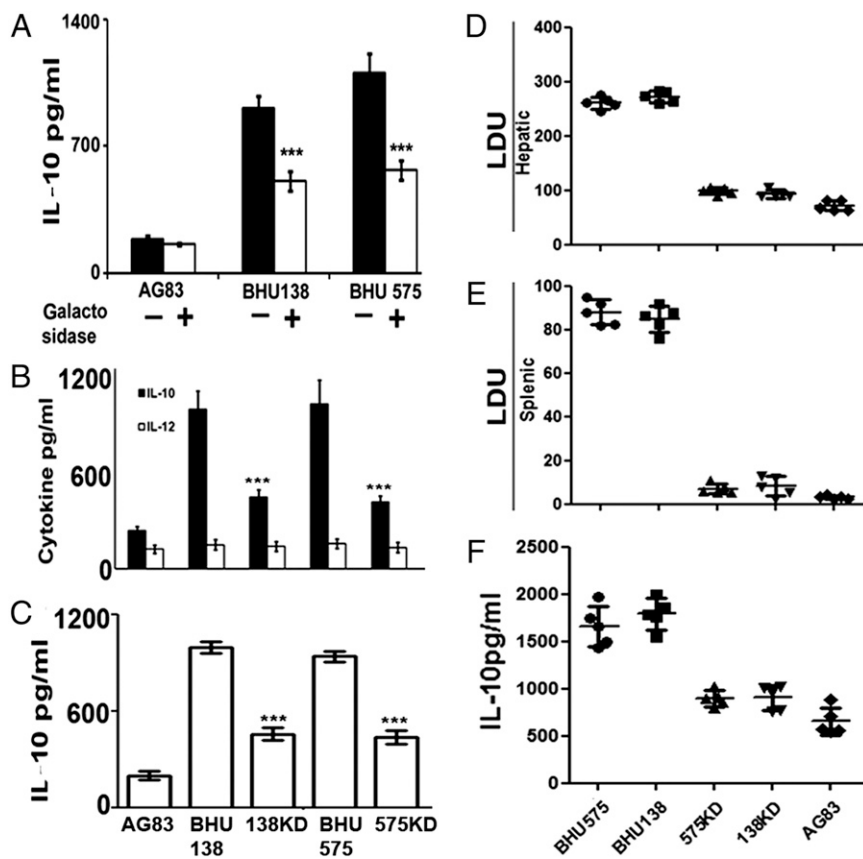 A
1400
700
0
IL-10 pg/ml
***
***
AG83 BHU138 BHU 575
Galacto
sidase
− + − + − +
B
1200
600
0
Cytokine pg/ml
IL-10
IL-12
***
***
C
1200
600
0
IL-10 pg/ml
***
***
AG83 BHU 138KD BHU 575KD
138 575
D
400
300
200
100
0
LDU
Hepatic
E
100
80
60
40
20
0
LDU
Splenic
F
2500
2000
1500
1000
500
0
IL-10pg/ml
BHU575
BHU138
575KD
138KD
AG83